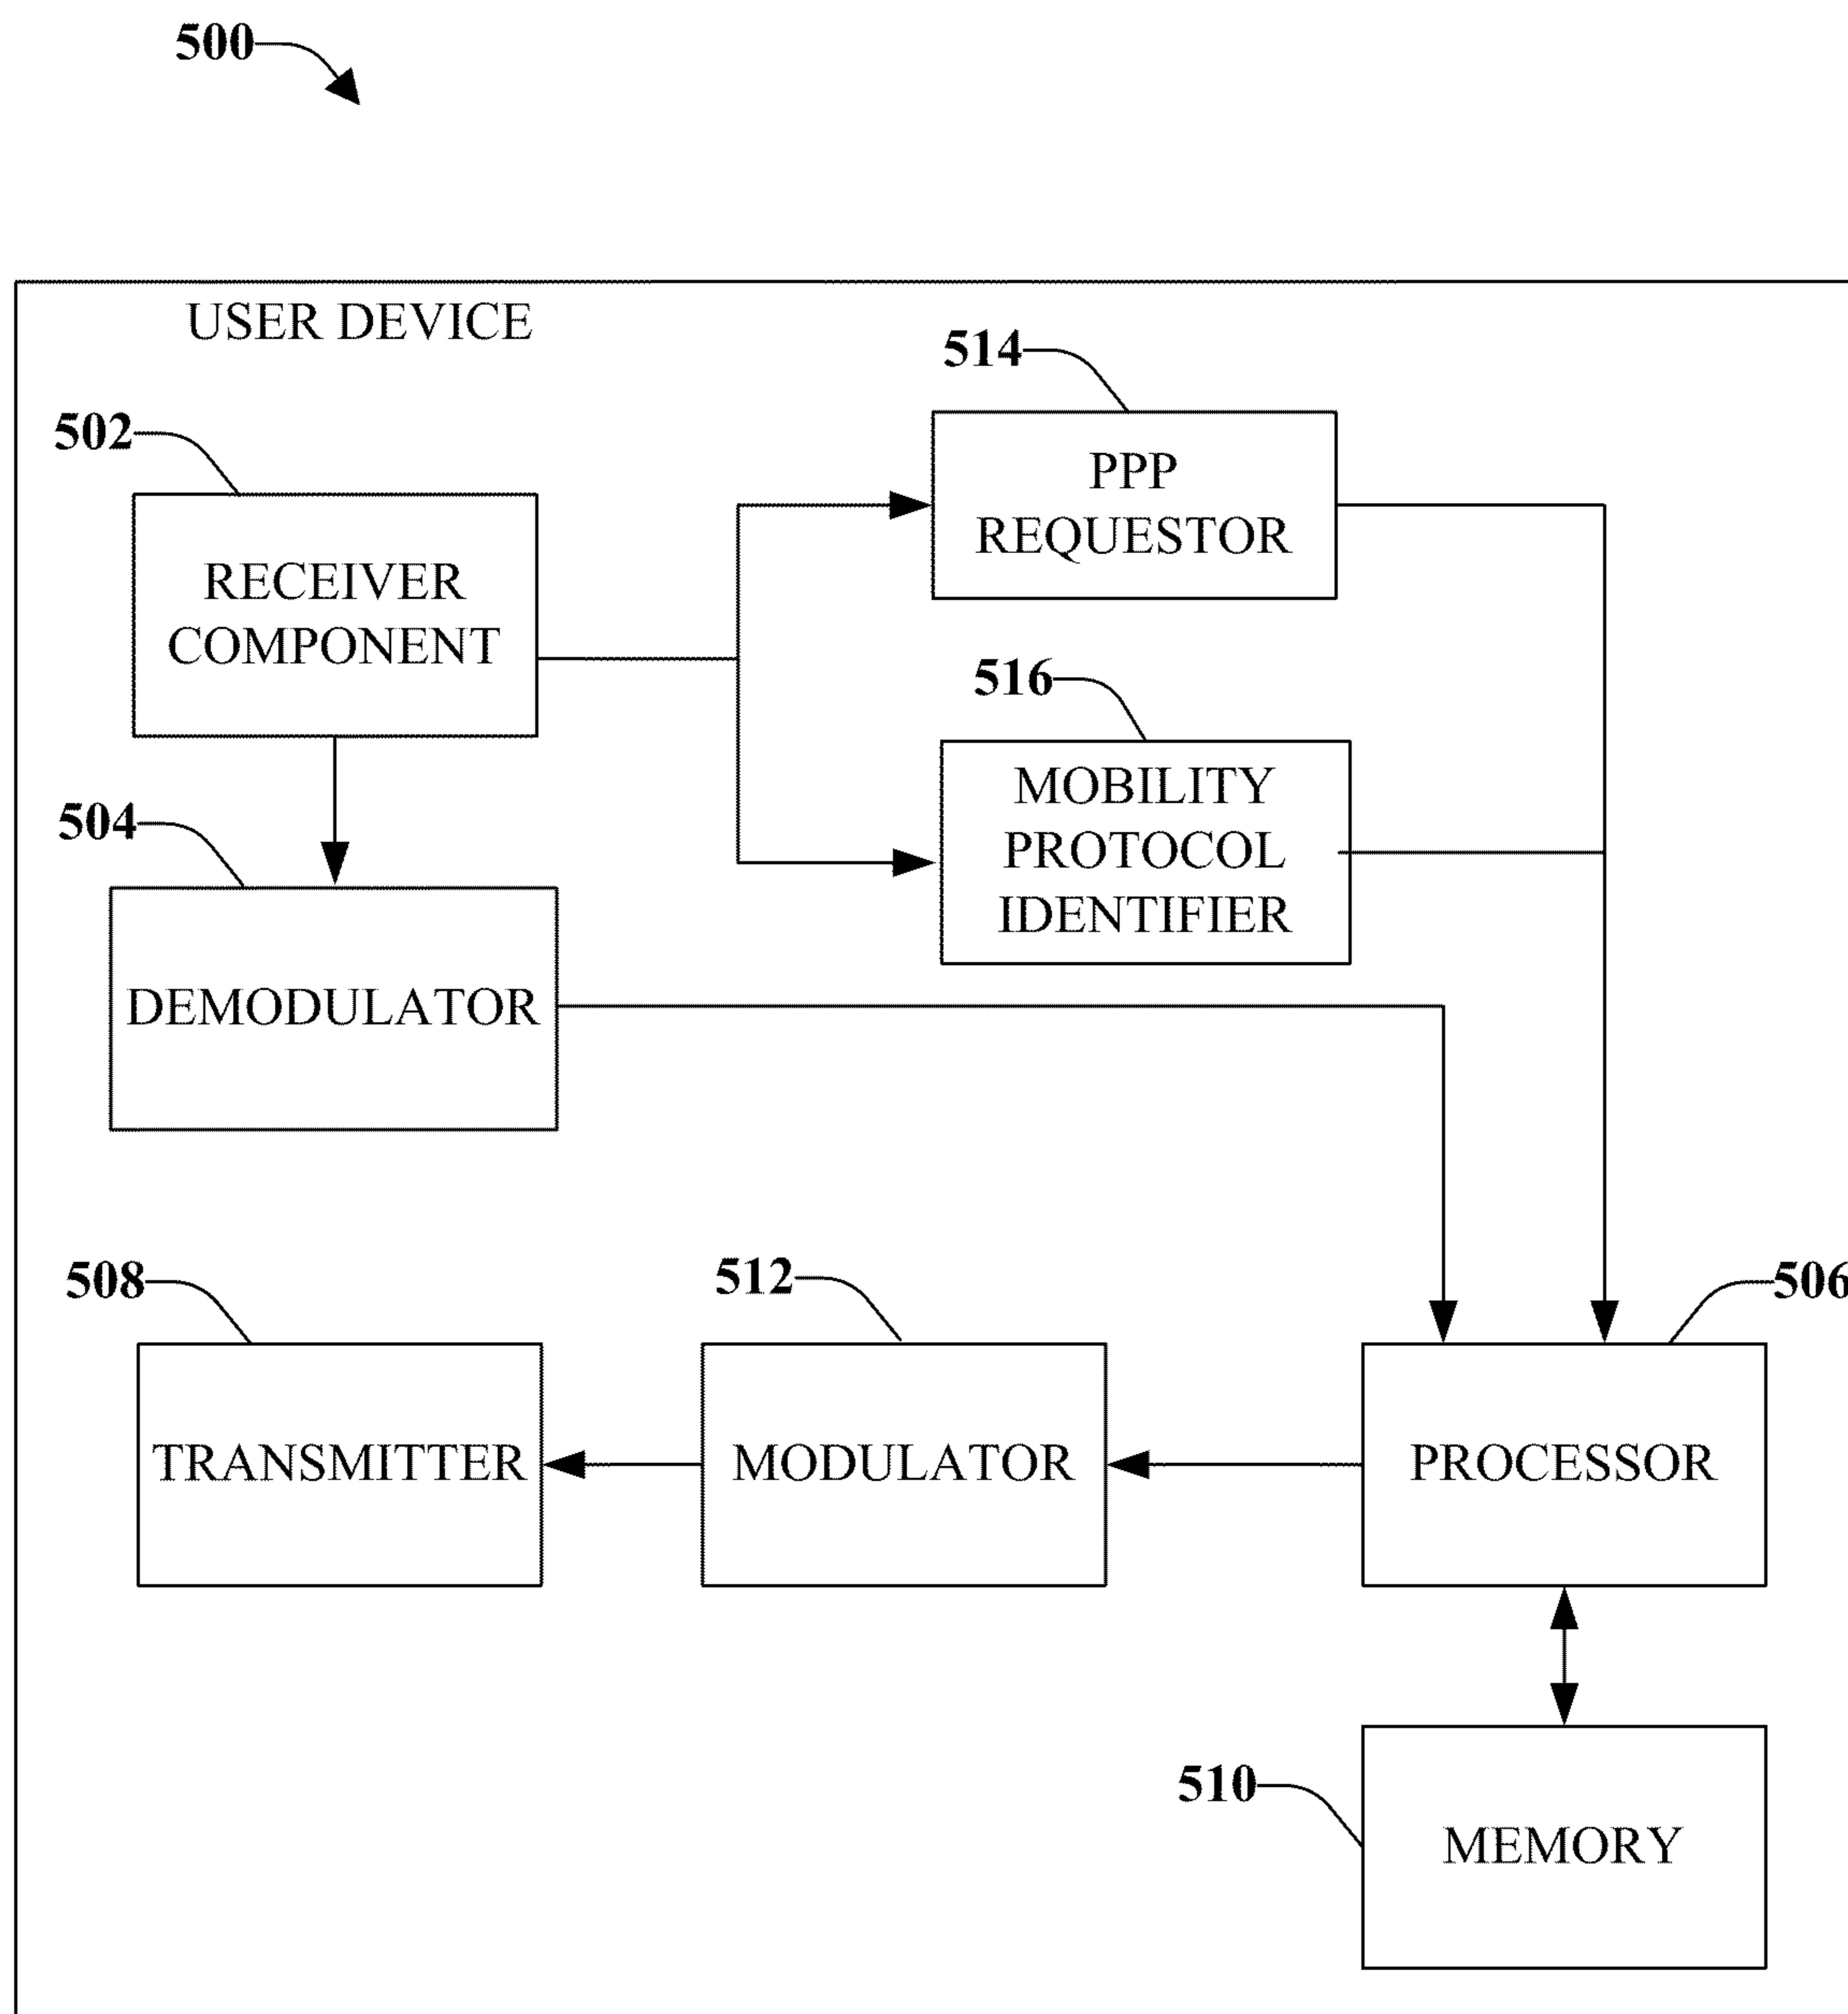 500
USER DEVICE
514
502
PPP
REQUESTOR
RECEIVER
COMPONENT
516
MOBILITY
PROTOCOL
IDENTIFIER
504
DEMODULATOR
508
512
506
TRANSMITTER
MODULATOR
PROCESSOR
510
MEMORY